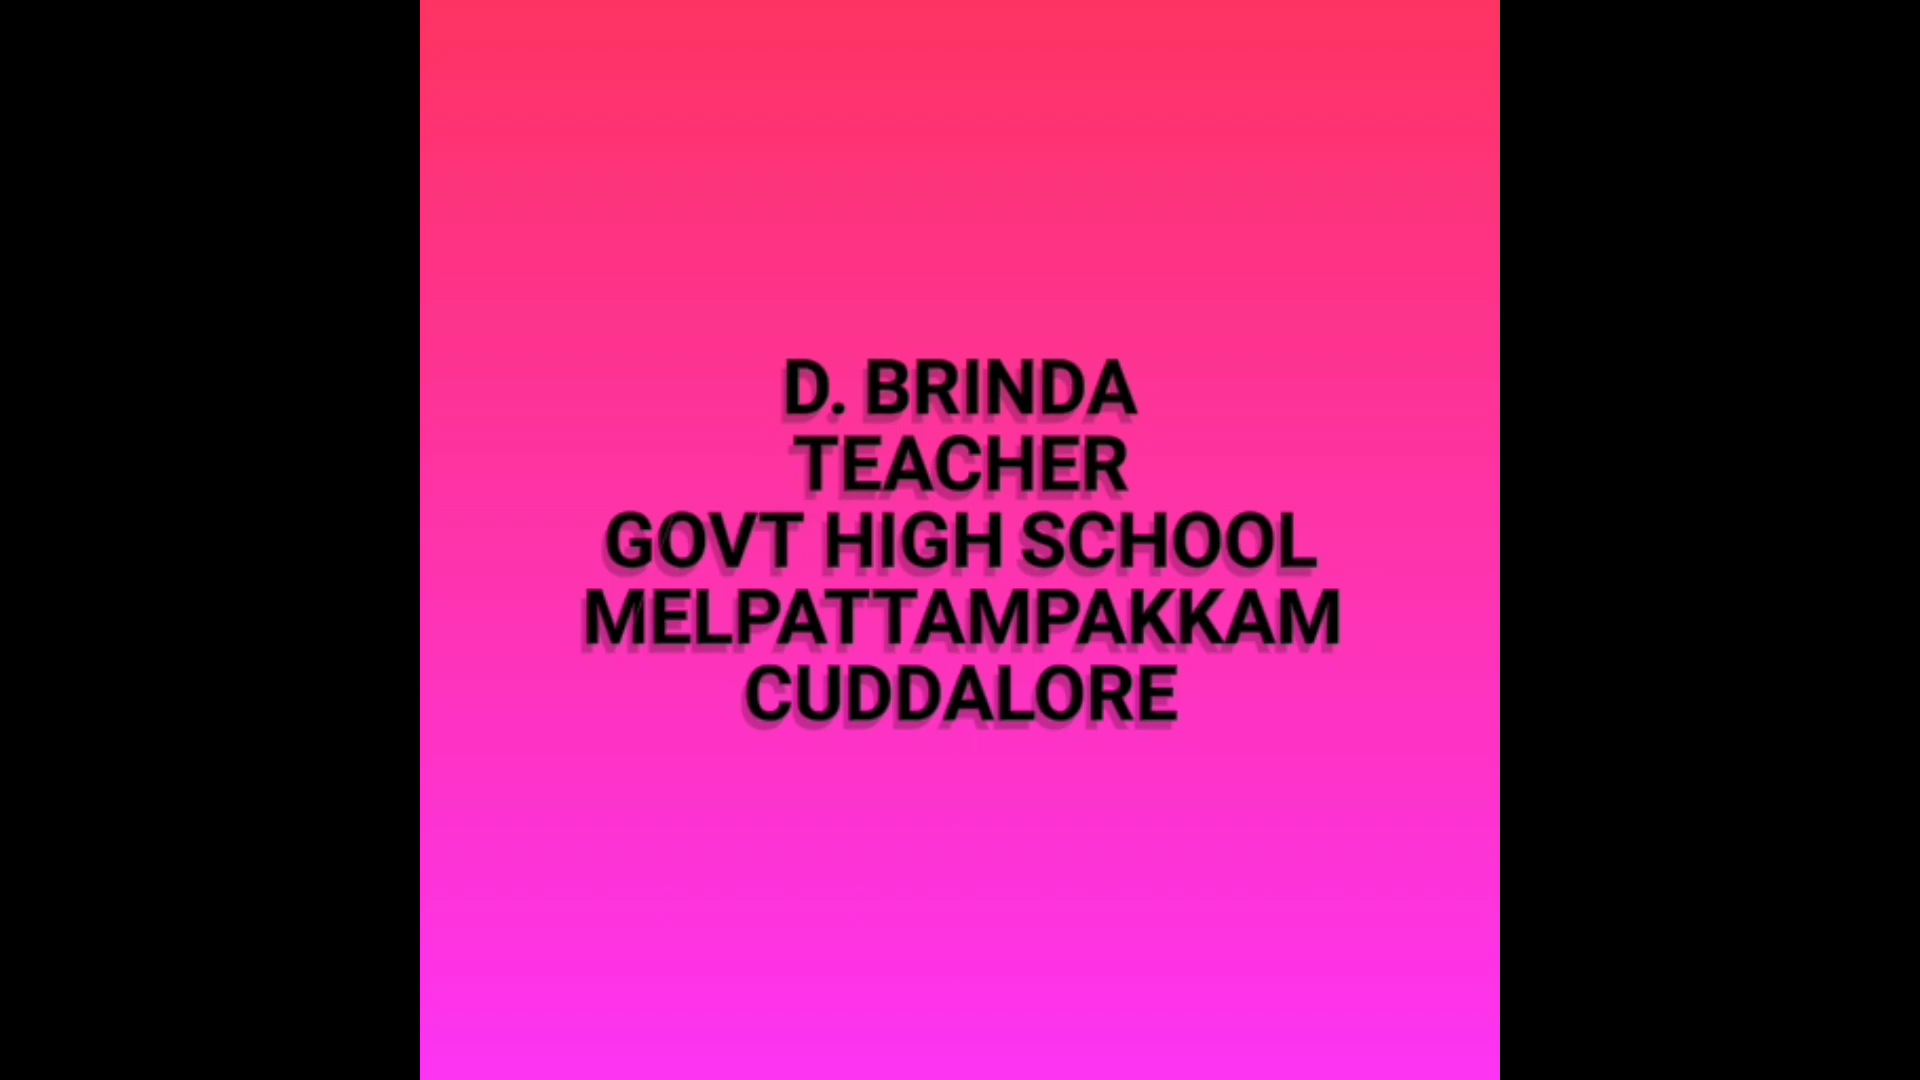 D. BRINDA
TEACHER
GOVT HIGH SCHOOL
MELPATTAMPAKKAM
CUDDALORE